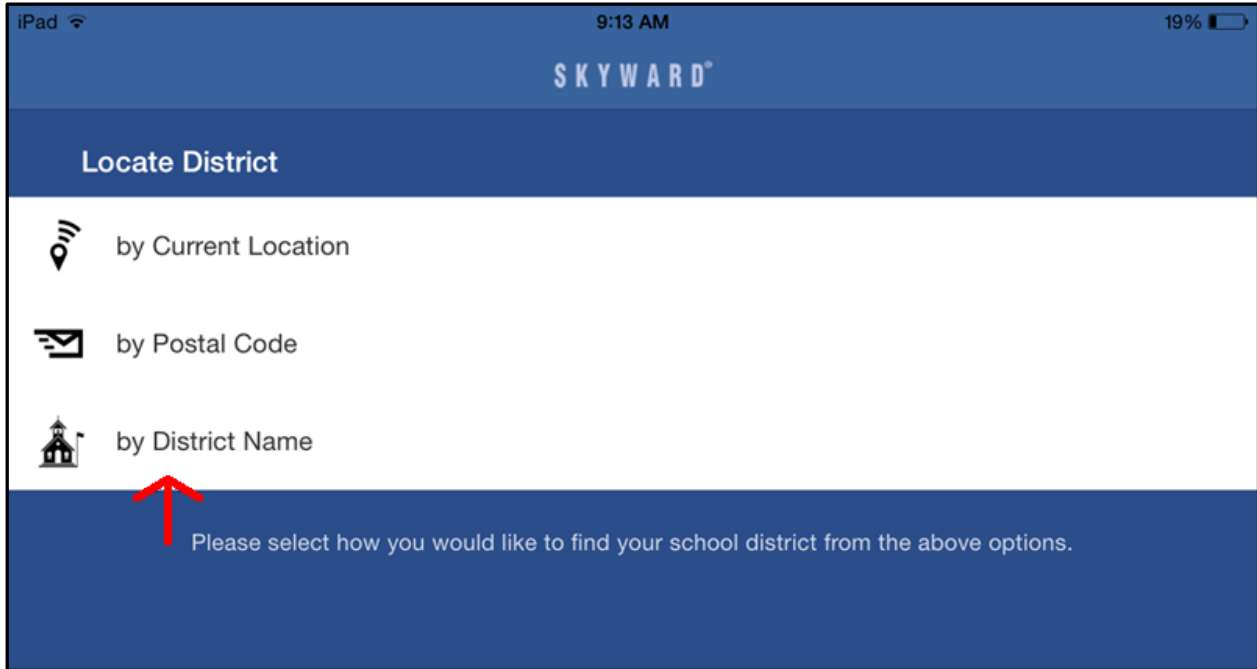 iPad 9:13 AM 19%
SKYWARD®
Locate District
by Current Location
by Postal Code
by District Name
Please select how you would like to find your school district from the above options.